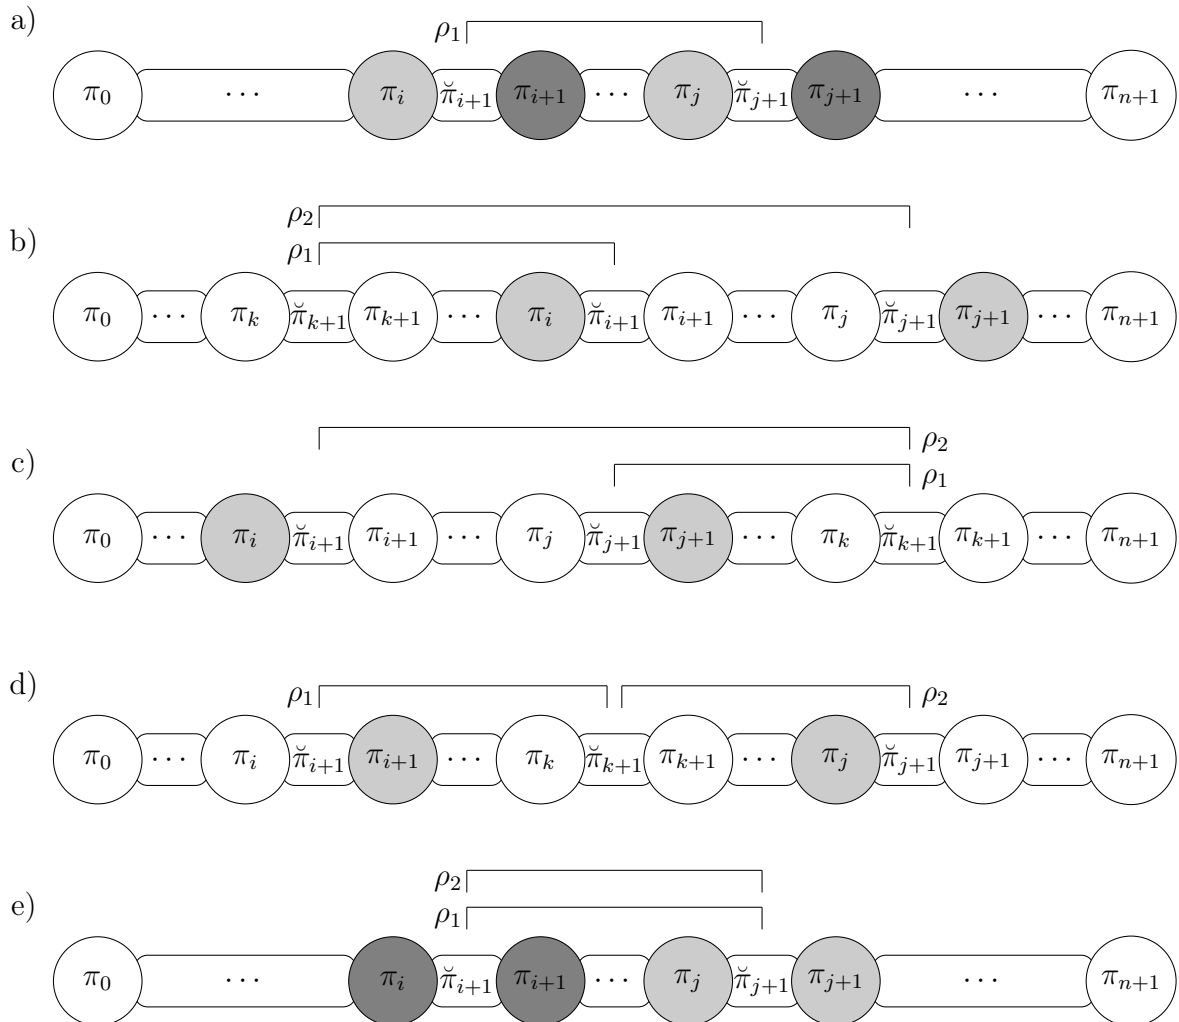 a) ρ₁
π₀ ⋯ πᵢ π̆ᵢ₊₁ πᵢ₊₁ ⋯ πⱼ π̆ⱼ₊₁ πⱼ₊₁ ⋯ πₙ₊₁
ρ₂
b) ρ₁
π₀ ⋯ πₖ π̆ₖ₊₁ πₖ₊₁ ⋯ πᵢ π̆ᵢ₊₁ πᵢ₊₁ ⋯ πⱼ π̆ⱼ₊₁ πⱼ₊₁ ⋯ πₙ₊₁
ρ₂
c) ρ₁
π₀ ⋯ πᵢ π̆ᵢ₊₁ πᵢ₊₁ ⋯ πⱼ π̆ⱼ₊₁ πⱼ₊₁ ⋯ πₖ π̆ₖ₊₁ πₖ₊₁ ⋯ πₙ₊₁
d) ρ₁ ρ₂
π₀ ⋯ πᵢ π̆ᵢ₊₁ πᵢ₊₁ ⋯ πₖ π̆ₖ₊₁ πₖ₊₁ ⋯ πⱼ π̆ⱼ₊₁ πⱼ₊₁ ⋯ πₙ₊₁
ρ₂
e) ρ₁
π₀ ⋯ πᵢ π̆ᵢ₊₁ πᵢ₊₁ ⋯ πⱼ π̆ⱼ₊₁ πⱼ₊₁ ⋯ πₙ₊₁